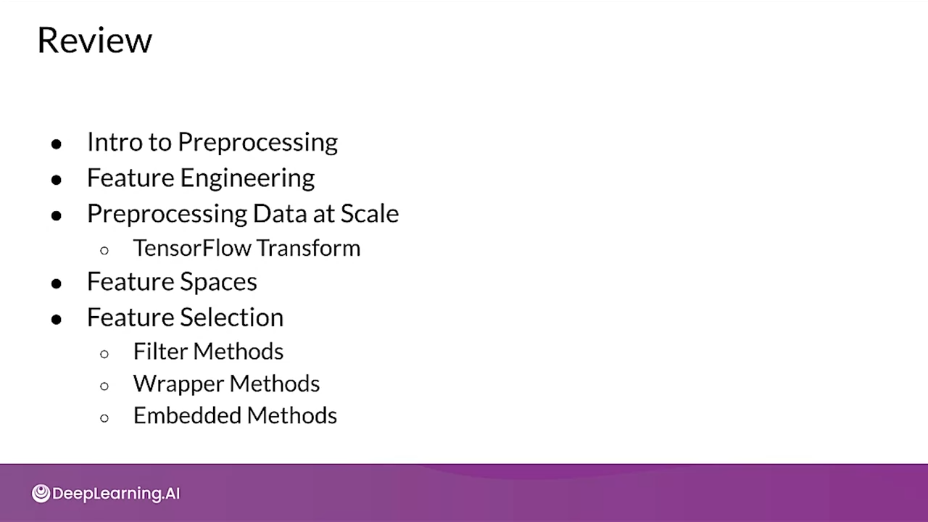 Review
● Intro to Preprocessing
● Feature Engineering
● Preprocessing Data at Scale
○ TensorFlow Transform
● Feature Spaces
● Feature Selection
○ Filter Methods
○ Wrapper Methods
○ Embedded Methods
DeepLearning.AI